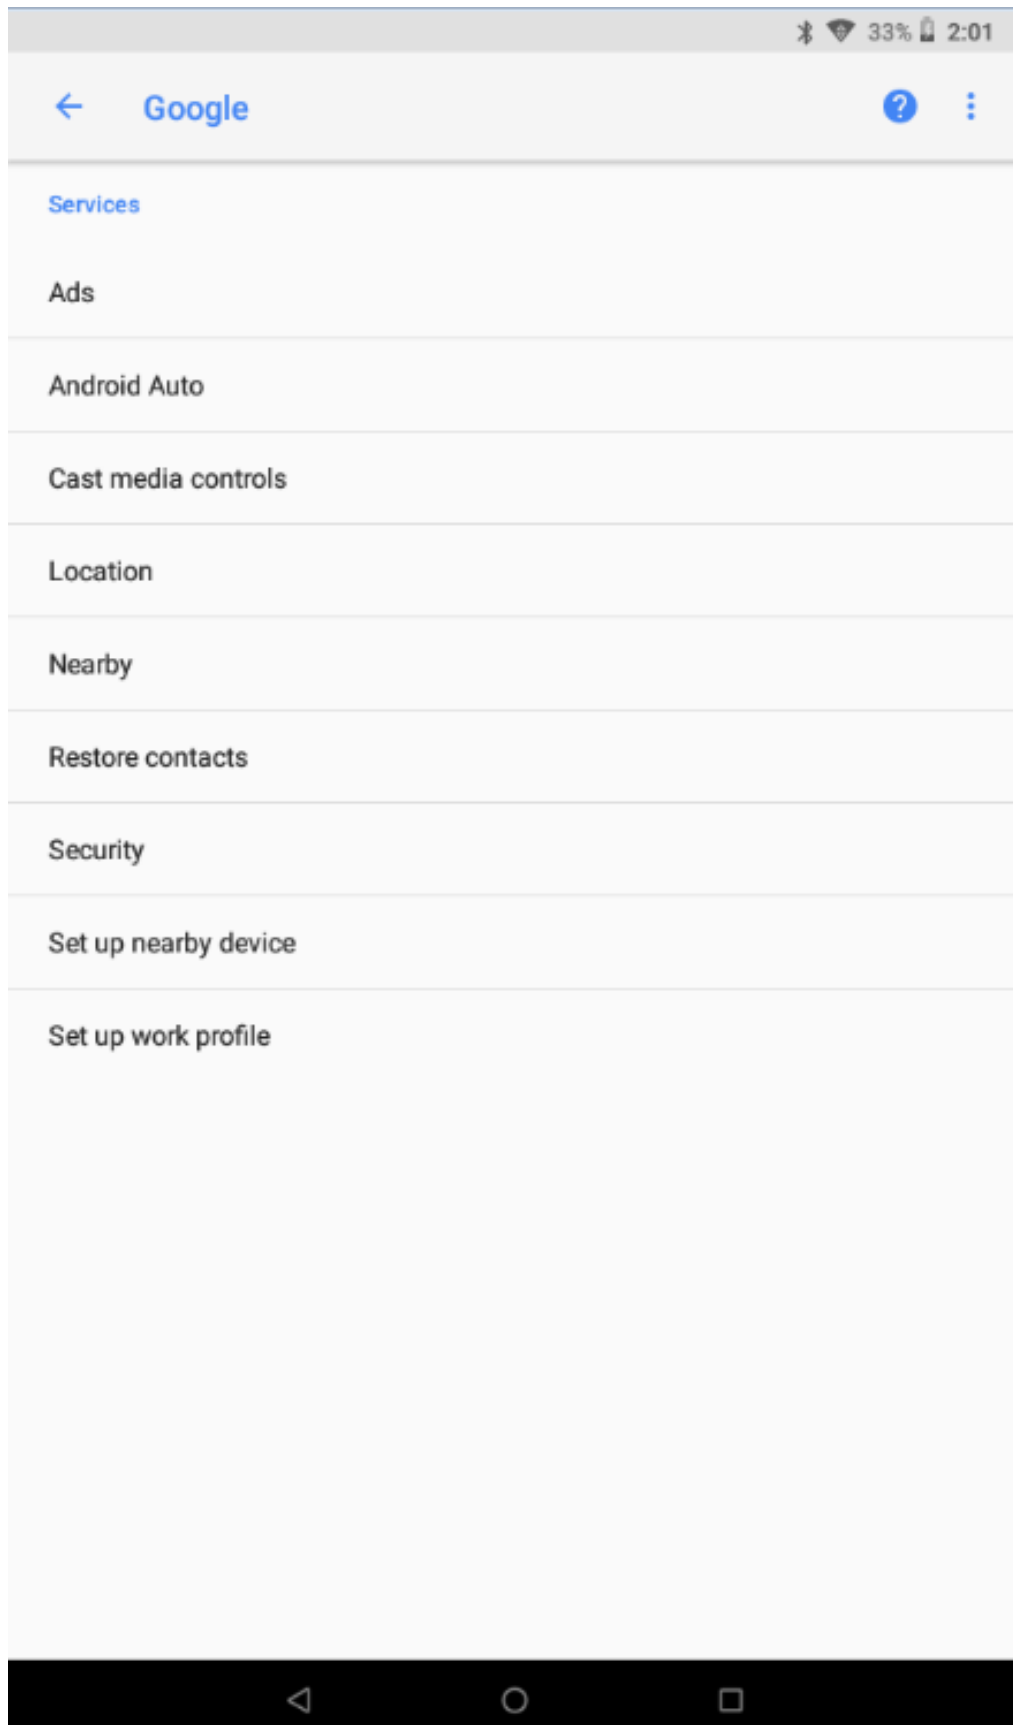 33% 2:01
Google
Services
Ads
Android Auto
Cast media controls
Location
Nearby
Restore contacts
Security
Set up nearby device
Set up work profile